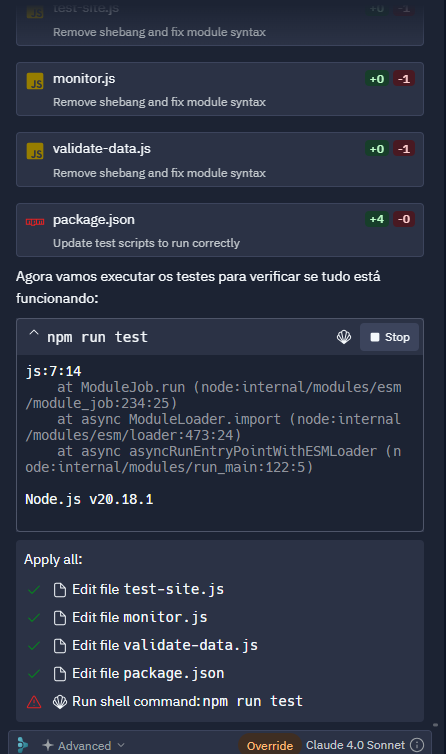 test-site.js +0 -1
Remove shebang and fix module syntax
JS monitor.js +0 -1
Remove shebang and fix module syntax
JS validate-data.js +0 -1
Remove shebang and fix module syntax
npm package.json +4 -0
Update test scripts to run correctly
Agora vamos executar os testes para verificar se tudo está
funcionando:
npm run test Stop
js:7:14
at ModuleJob.run (node:internal/modules/esm
/module_job:234:25)
at async ModuleLoader.import (node:internal
/modules/esm/loader:473:24)
at async asyncRunEntryPointWithESMLoader (n
ode:internal/modules/run_main:122:5)
Node.js v20.18.1
Apply all:
Edit file test-site.js
Edit file monitor.js
Edit file validate-data.js
Edit file package.json
Run shell command: npm run test
Advanced Override Claude 4.0 Sonnet